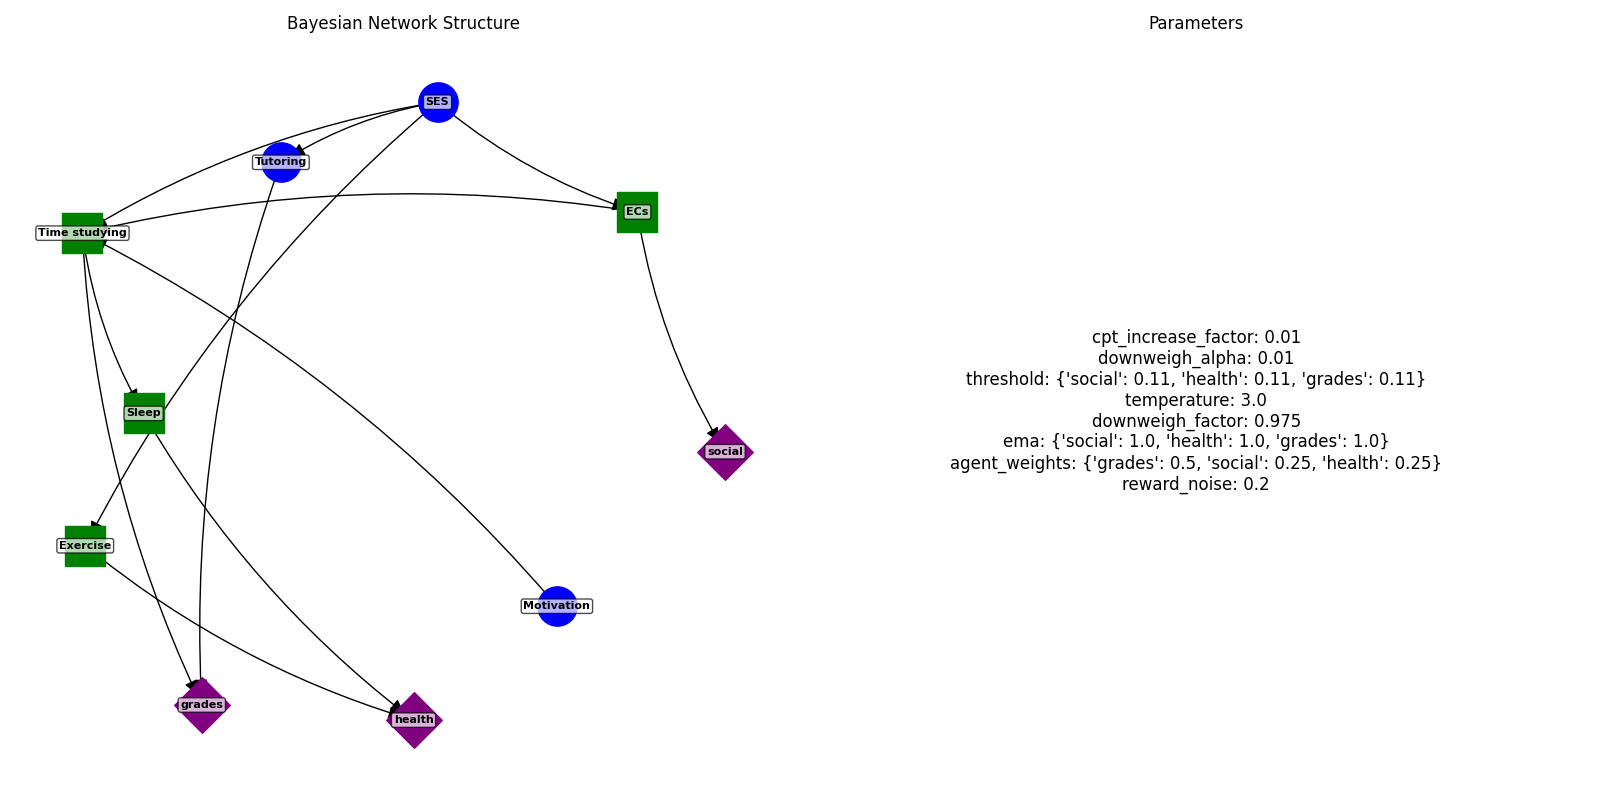 Bayesian Network Structure
Parameters
SES
Tutoring
ECs
Time studying
Sleep
social
Exercise
Motivation
grades
health
cpt_increase_factor: 0.01
downweigh_alpha: 0.01
threshold: {'social': 0.11, 'health': 0.11, 'grades': 0.11}
temperature: 3.0
downweigh_factor: 0.975
ema: {'social': 1.0, 'health': 1.0, 'grades': 1.0}
agent_weights: {'grades': 0.5, 'social': 0.25, 'health': 0.25}
reward_noise: 0.2